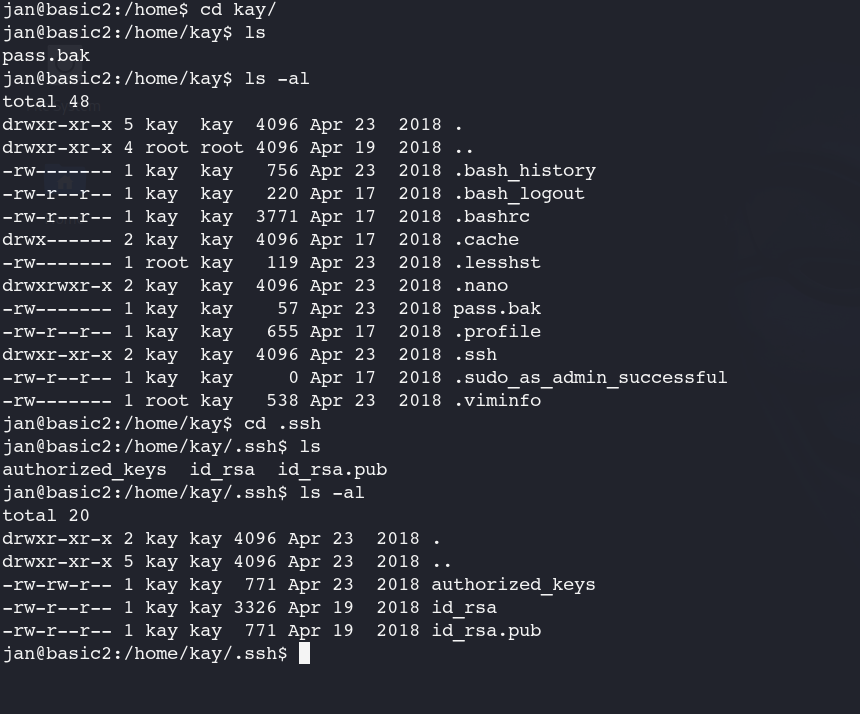 jan@basic2:/home$ cd kay/
jan@basic2:/home/kay$ ls
pass.bak
jan@basic2:/home/kay$ ls -al
total 48
drwxr-xr-x 5 kay  kay  4096 Apr 23  2018 .
drwxr-xr-x 4 root root 4096 Apr 19  2018 ..
-rw------- 1 kay  kay   756 Apr 23  2018 .bash_history
-rw-r--r-- 1 kay  kay   220 Apr 17  2018 .bash_logout
-rw-r--r-- 1 kay  kay  3771 Apr 17  2018 .bashrc
drwx------ 2 kay  kay  4096 Apr 17  2018 .cache
-rw------- 1 root kay   119 Apr 23  2018 .lesshst
drwxrwxr-x 2 kay  kay  4096 Apr 23  2018 .nano
-rw------- 1 kay  kay    57 Apr 23  2018 pass.bak
-rw-r--r-- 1 kay  kay   655 Apr 17  2018 .profile
drwxr-xr-x 2 kay  kay  4096 Apr 23  2018 .ssh
-rw-r--r-- 1 kay  kay     0 Apr 17  2018 .sudo_as_admin_successful
-rw------- 1 root kay   538 Apr 23  2018 .viminfo
jan@basic2:/home/kay$ cd .ssh
jan@basic2:/home/kay/.ssh$ ls
authorized_keys  id_rsa  id_rsa.pub
jan@basic2:/home/kay/.ssh$ ls -al
total 20
drwxr-xr-x 2 kay kay 4096 Apr 23  2018 .
drwxr-xr-x 5 kay kay 4096 Apr 23  2018 ..
-rw-rw-r-- 1 kay kay  771 Apr 23  2018 authorized_keys
-rw-r--r-- 1 kay kay 3326 Apr 19  2018 id_rsa
-rw-r--r-- 1 kay kay  771 Apr 19  2018 id_rsa.pub
jan@basic2:/home/kay/.ssh$